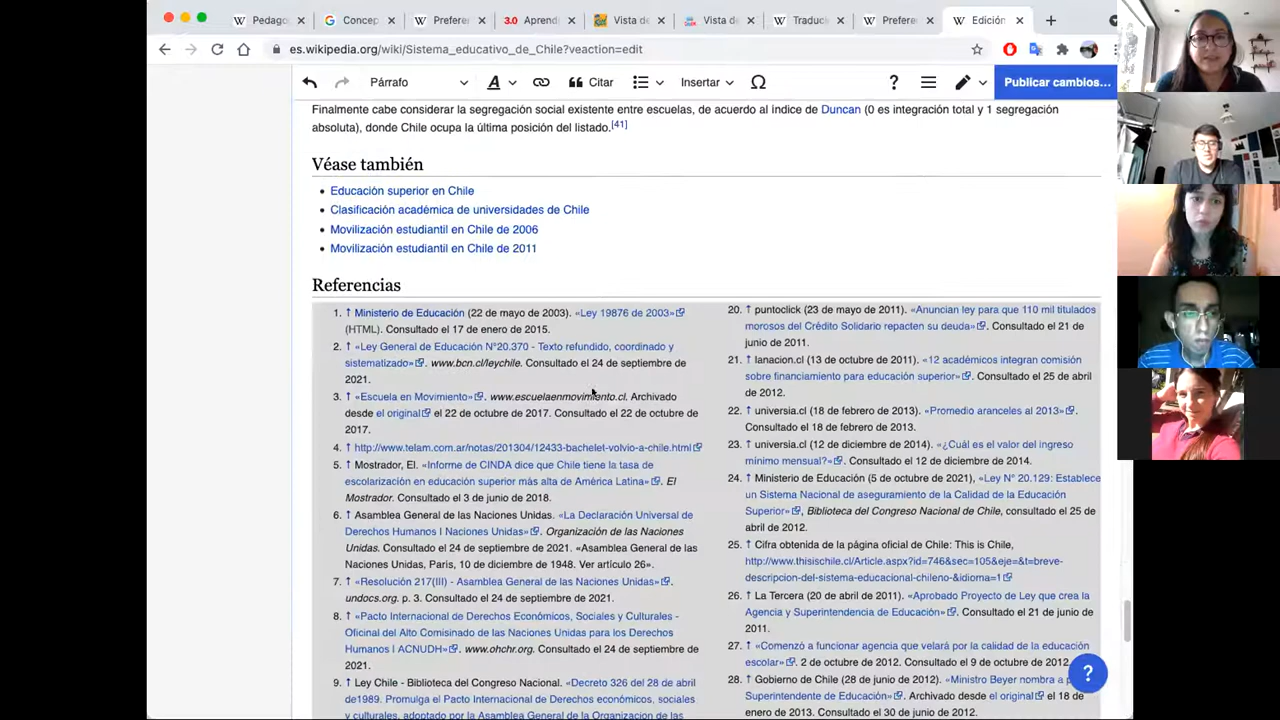 Pedago
Concep
Prefere
3.0 Aprend
Vista de
Vista de
Traduc
Prefere
Edición
es.wikipedia.org/wiki/Sistema_educativo_de_Chile?veaction=edit
Párrafo A Citar Insertar Ω ? Publicar cambios...
Finalmente cabe considerar la segregación social existente entre escuelas, de acuerdo al índice de Duncan (0 es integración total y 1 segregación
absoluta), donde Chile ocupa la última posición del listado.[41]
Véase también
• Educación superior en Chile
• Clasificación académica de universidades de Chile
• Movilización estudiantil en Chile de 2006
• Movilización estudiantil en Chile de 2011
Referencias
1. ↑ Ministerio de Educación (22 de mayo de 2003). «Ley 19876 de 2003»
(HTML). Consultado el 17 de enero de 2015.
2. ↑ «Ley General de Educación N°20.370 - Texto refundido, coordinado y
sistematizado». www.bcn.cl/leychile. Consultado el 24 de septiembre de
2021.
3. ↑ «Escuela en Movimiento». www.escuelaenmovimiento.cl. Archivado
desde el original el 22 de octubre de 2017. Consultado el 22 de octubre de
2017.
4. ↑ http://www.telam.com.ar/notas/201304/12433-bachelet-volvio-a-chile.html
5. ↑ Mostrador, El. «Informe de CINDA dice que Chile tiene la tasa de
escolarización en educación superior más alta de América Latina». El
Mostrador. Consultado el 3 de junio de 2018.
6. ↑ Asamblea General de las Naciones Unidas. «La Declaración Universal de
Derechos Humanos | Naciones Unidas». Organización de las Naciones
Unidas. Consultado el 24 de septiembre de 2021. «Asamblea General de las
Naciones Unidas, París, 10 de diciembre de 1948. Ver artículo 26».
7. ↑ «Resolución 217(III) - Asamblea General de las Naciones Unidas».
undocs.org. p. 3. Consultado el 24 de septiembre de 2021.
8. ↑ «Pacto Internacional de Derechos Económicos, Sociales y Culturales -
Oficinal del Alto Comisinado de las Naciones Unidas para los Derechos
Humanos | ACNUDH». www.ohchr.org. Consultado el 24 de septiembre de
2021.
9. ↑ Ley Chile - Biblioteca del Congreso Nacional. «Decreto 326 del 28 de abril
de1989. Promulga el Pacto Internacional de Derechos económicos, sociales
y culturales, adoptado por la Asamblea General de la Organizacion de las
20. ↑ puntoclick (23 de mayo de 2011). «Anuncian ley para que 110 mil titulados
morosos del Crédito Solidario repacten su deuda». Consultado el 21 de
junio de 2011.
21. ↑ lanacion.cl (13 de octubre de 2011). «12 académicos integran comisión
sobre financiamiento para educación superior». Consultado el 25 de abril
de 2012.
22. ↑ universia.cl (18 de febrero de 2013). «Promedio aranceles al 2013».
Consultado el 18 de febrero de 2013.
23. ↑ universia.cl (12 de diciembre de 2014). «¿Cuál es el valor del ingreso
mínimo mensual?». Consultado el 12 de diciembre de 2014.
24. ↑ Ministerio de Educación (5 de octubre de 2021), «Ley N° 20.129: Establece
un Sistema Nacional de aseguramiento de la Calidad de la Educación
Superior», Biblioteca del Congreso Nacional de Chile, consultado el 25 de
abril de 2012.
25. ↑ Cifra obtenida de la página oficial de Chile: This is Chile,
http://www.thisischile.cl/Article.aspx?id=746&sec=105&eje=&t=breve-
descripcion-del-sistema-educacional-chileno-&idioma=1
26. ↑ La Tercera (20 de abril de 2011). «Aprobado Proyecto de Ley que crea la
Agencia y Superintendencia de Educación». Consultado el 21 de junio de
2011.
27. ↑ «Comenzó a funcionar agencia que velará por la calidad de la educación
escolar». 2 de octubre de 2012. Consultado el 9 de octubre de 2012.
28. ↑ Gobierno de Chile (28 de junio de 2012). «Ministro Beyer nombra a
Superintendente de Educación». Archivado desde el original el 18 de
enero de 2013. Consultado el 30 de junio de 2012.
?